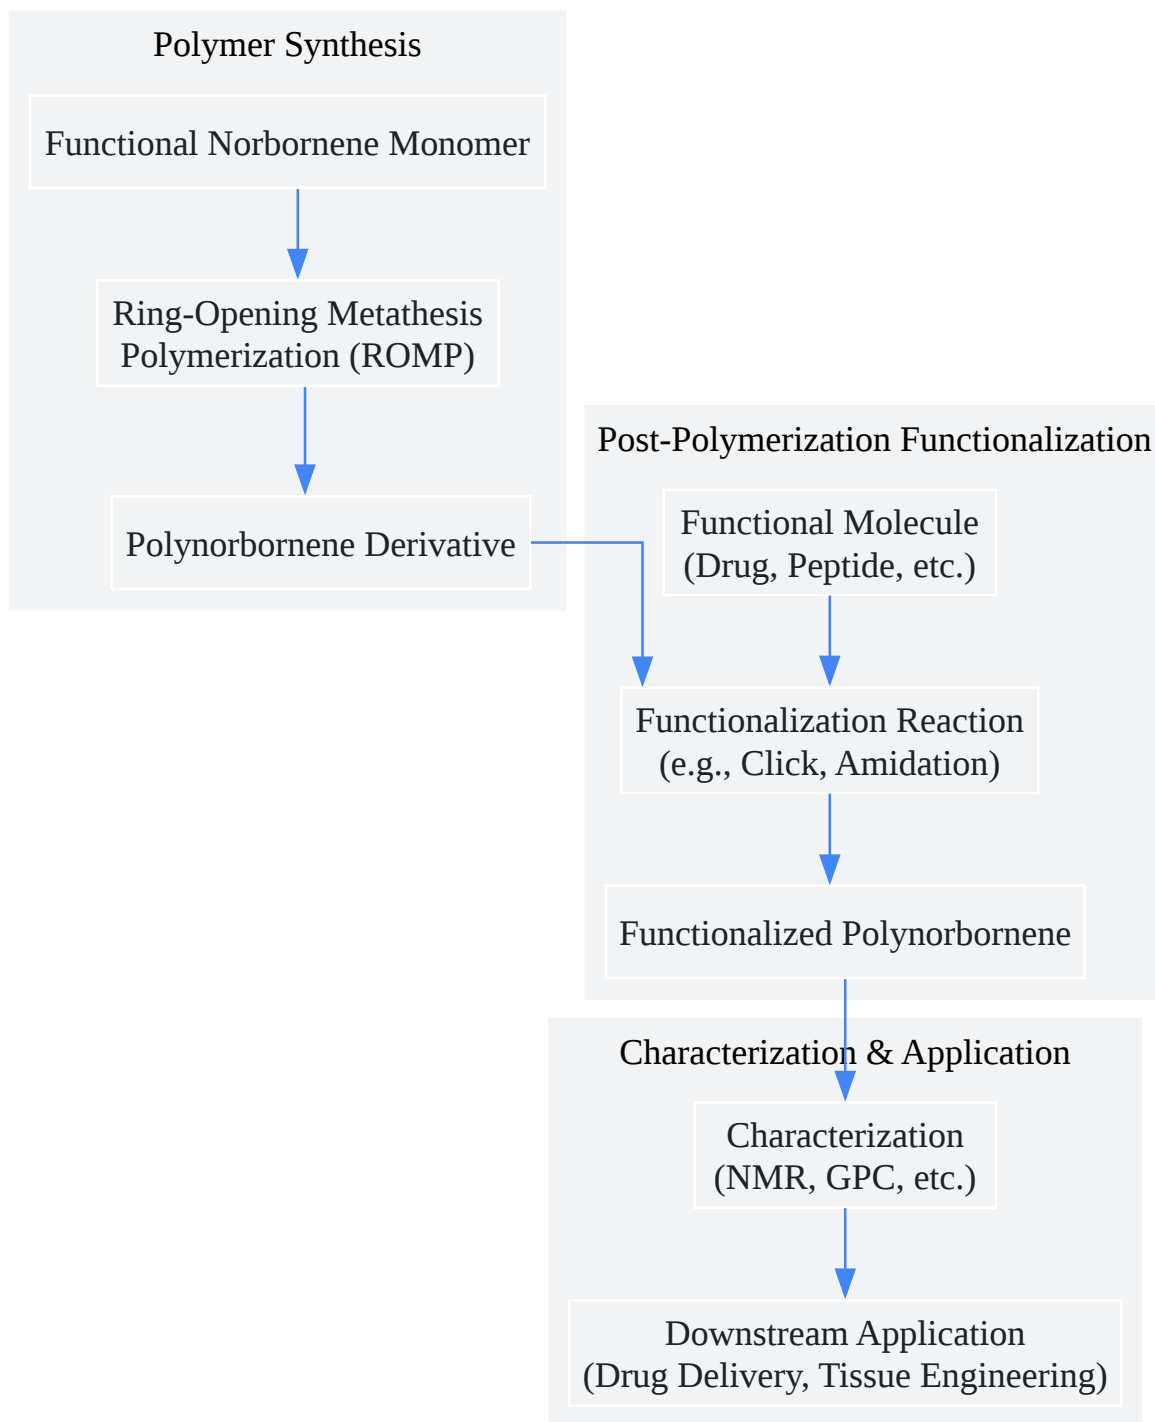 Polymer Synthesis
Functional Norbornene Monomer
Ring-Opening Metathesis
Polymerization (ROMP)
Polynorbornene Derivative
Post-Polymerization Functionalization
Functional Molecule
(Drug, Peptide, etc.)
Functionalization Reaction
(e.g., Click, Amidation)
Functionalized Polynorbornene
Characterization & Application
Characterization
(NMR, GPC, etc.)
Downstream Application
(Drug Delivery, Tissue Engineering)